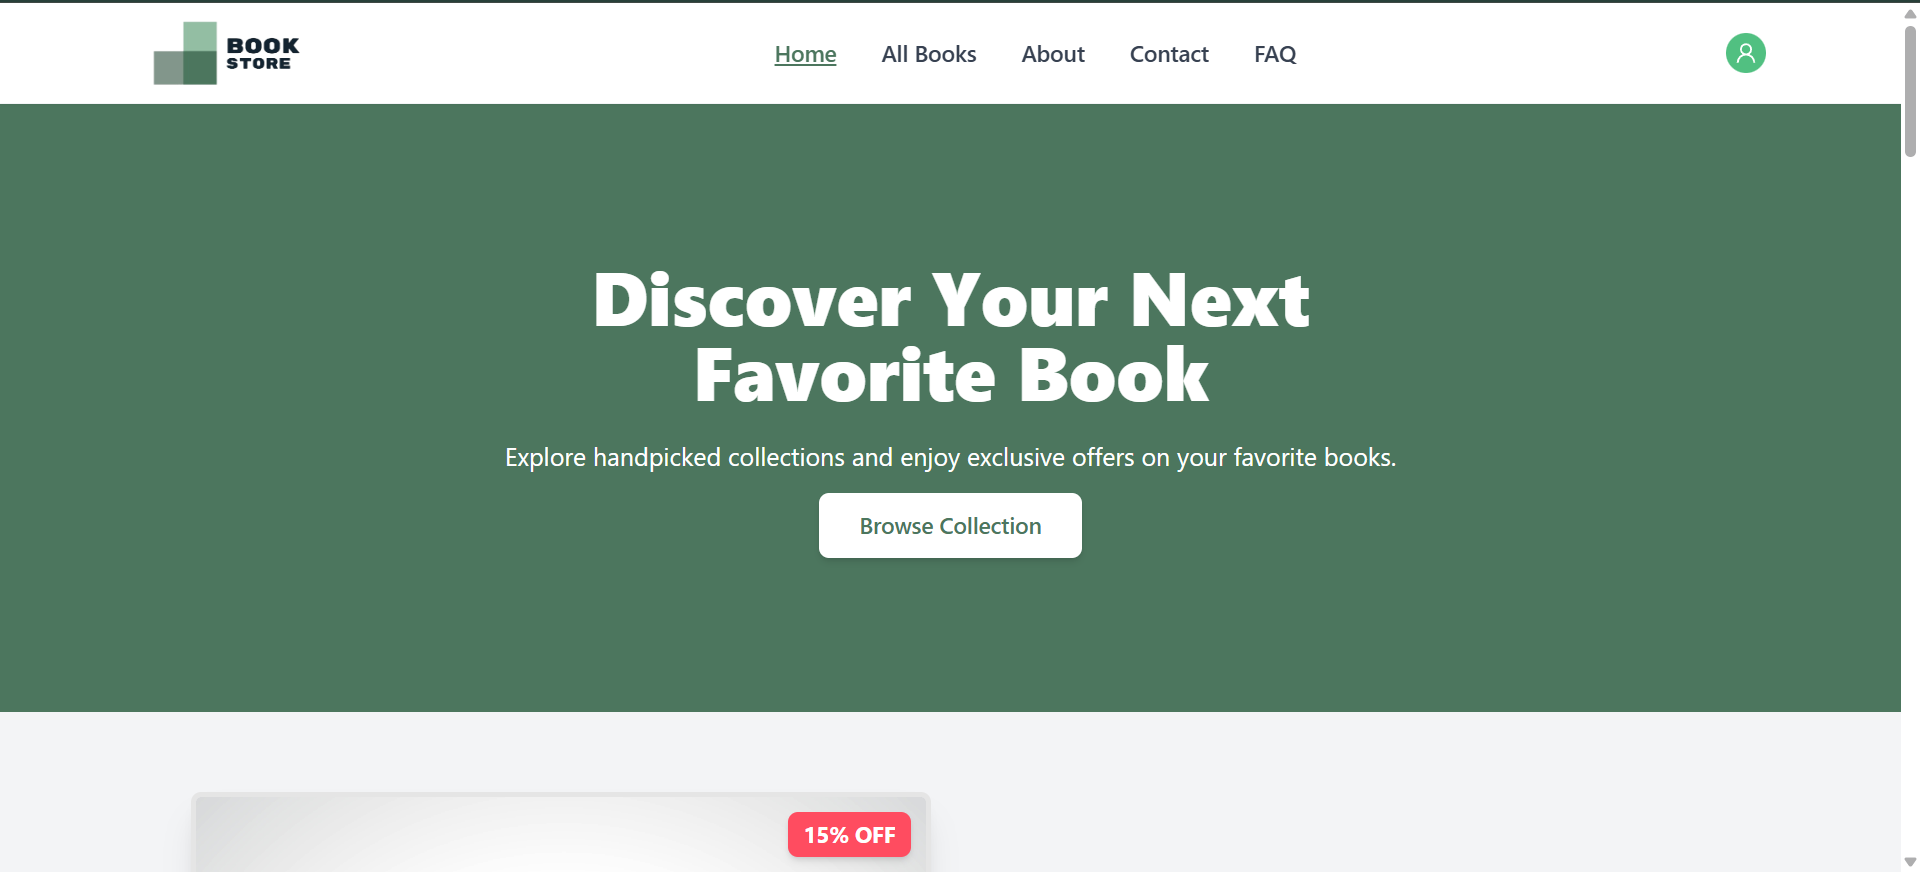 BOOK
STORE
Home All Books About Contact FAQ
Discover Your Next
Favorite Book
Explore handpicked collections and enjoy exclusive offers on your favorite books.
Browse Collection
15% OFF